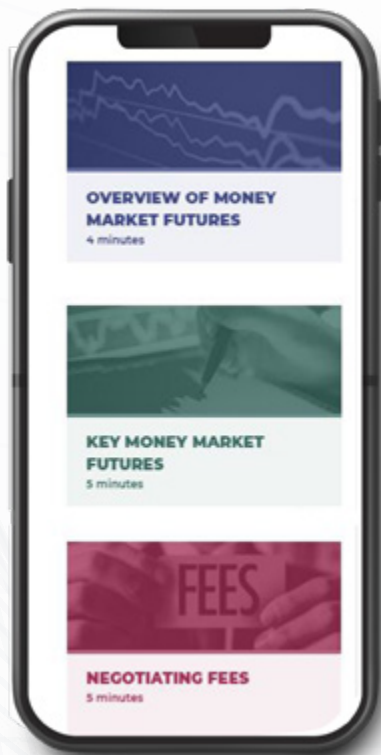 OVERVIEW OF MONEY
MARKET FUTURES
4 minutes
KEY MONEY MARKET
FUTURES
5 minutes
FEES
NEGOTIATING FEES
5 minutes